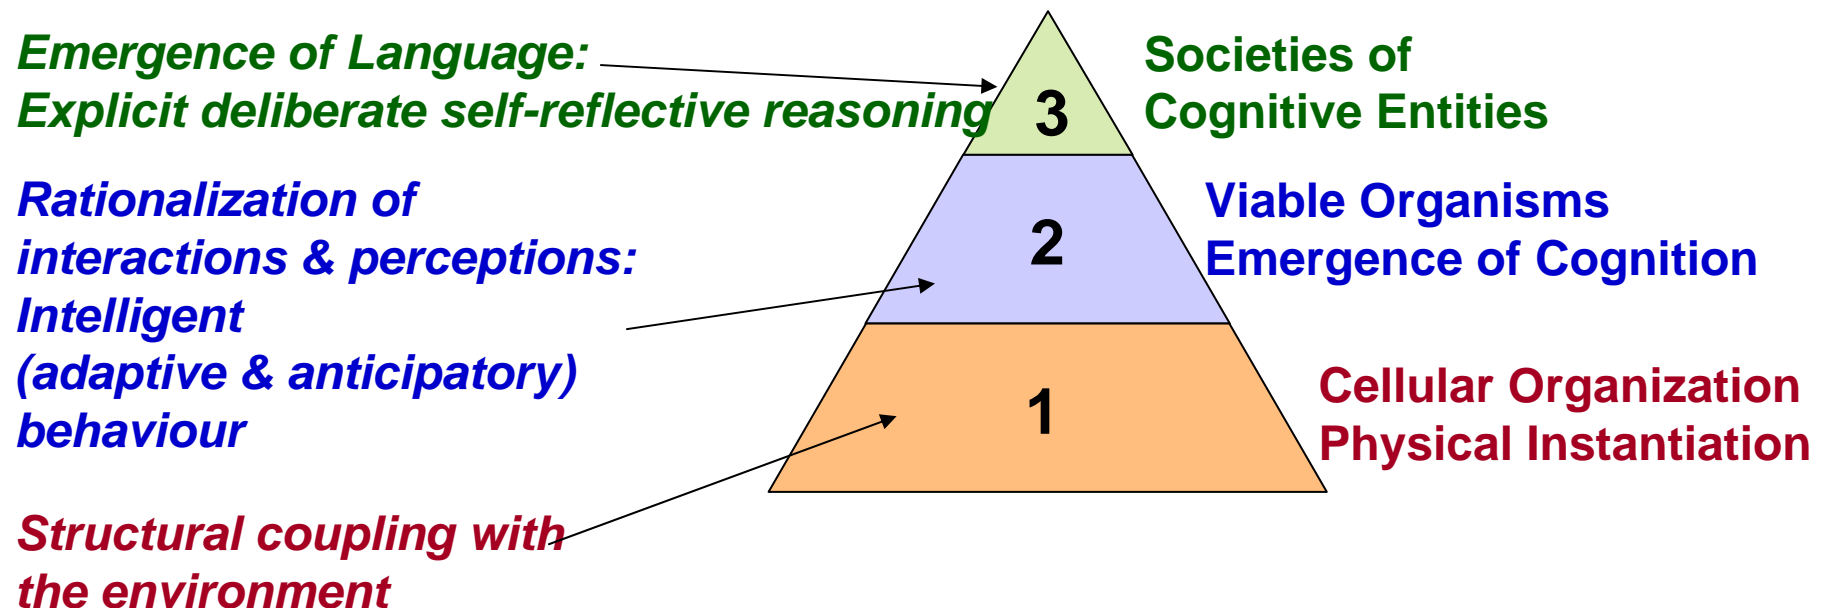 Emergence of Language:
Explicit deliberate self-reflective reasoning
3
Societies of
Cognitive Entities
Rationalization of
interactions & perceptions:
Intelligent
(adaptive & anticipatory)
behaviour
2
Viable Organisms
Emergence of Cognition
Structural coupling with
the environment
1
Cellular Organization
Physical Instantiation